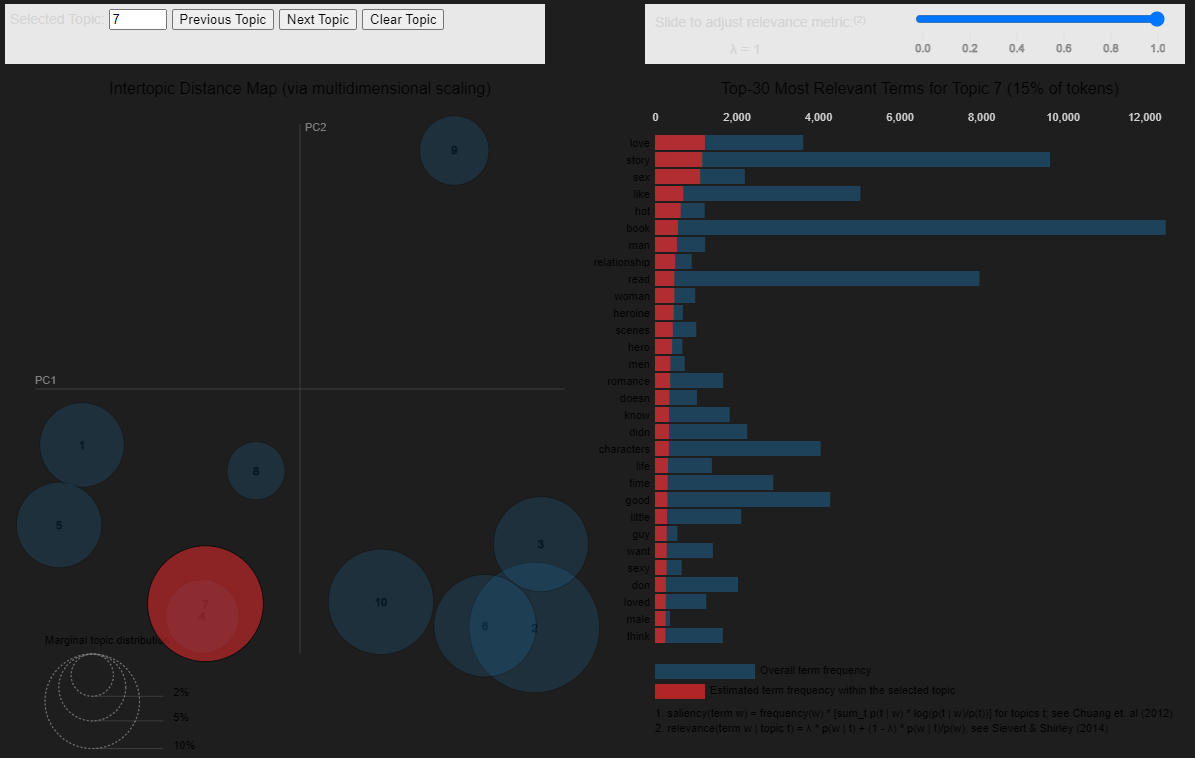 Selected Topic: 7 Previous Topic Next Topic Clear Topic
Slide to adjust relevance metric:(2)
λ = 1
0.0 0.2 0.4 0.6 0.8 1.0
Intertopic Distance Map (via multidimensional scaling)
PC2
PC1
9
1
8
5
3
7
4
10
6
2
Marginal topic distribution
2%
5%
10%
Top-30 Most Relevant Terms for Topic 7 (15% of tokens)
0 2,000 4,000 6,000 8,000 10,000 12,000
love
story
sex
like
hot
book
man
relationship
read
woman
heroine
scenes
hero
men
romance
doesn
know
didn
characters
life
time
good
little
guy
want
sexy
don
loved
male
think
Overall term frequency
Estimated term frequency within the selected topic
1. saliency(term w) = frequency(w) * [sum_t p(t | w) * log(p(t | w)/p(t))] for topics t; see Chuang et. al (2012)
2. relevance(term w | topic t) = λ * p(w | t) + (1 - λ) * p(w | t)/p(w); see Sievert & Shirley (2014)